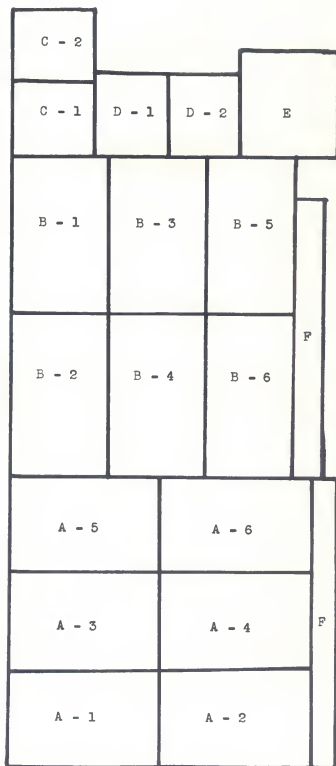 C - 2
C - 1 D - 1 D - 2 E
B - 1 B - 3 B - 5
F
B - 2 B - 4 B - 6
A - 5 A - 6
A - 3 A - 4 F
A - 1 A - 2